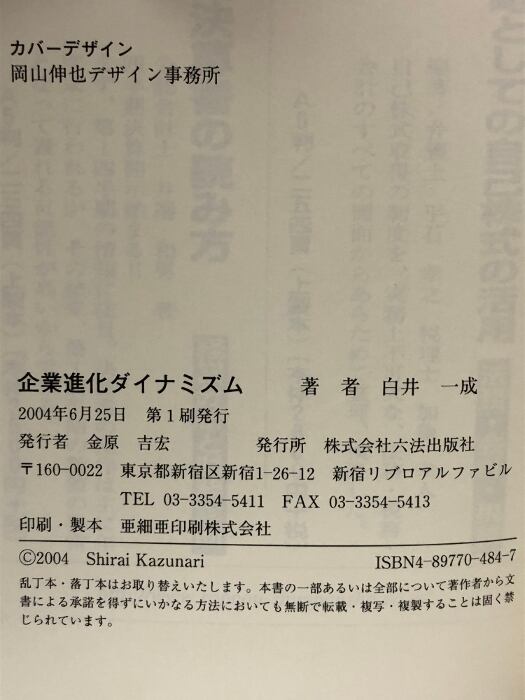 カバーデザイン
岡山伸也デザイン事務所
企業進化ダイナミズム　著　者　白井　一成
2004年6月25日　第1刷発行
発行者　金原　吉宏　発行所　株式会社六法出版社
〒160-0022　東京都新宿区新宿1-26-12　新宿リブロアルファビル
TEL 03-3354-5411　FAX 03-3354-5413
印刷・製本　亜細亜印刷株式会社
©2004　Shirai Kazunari　ISBN4-89770-484-7
乱丁本・落丁本はお取り替えいたします。本書の一部あるいは全部について著作者から文
書による承諾を得ずにいかなる方法においても無断で転載・複写・複製することは固く禁
じられています。